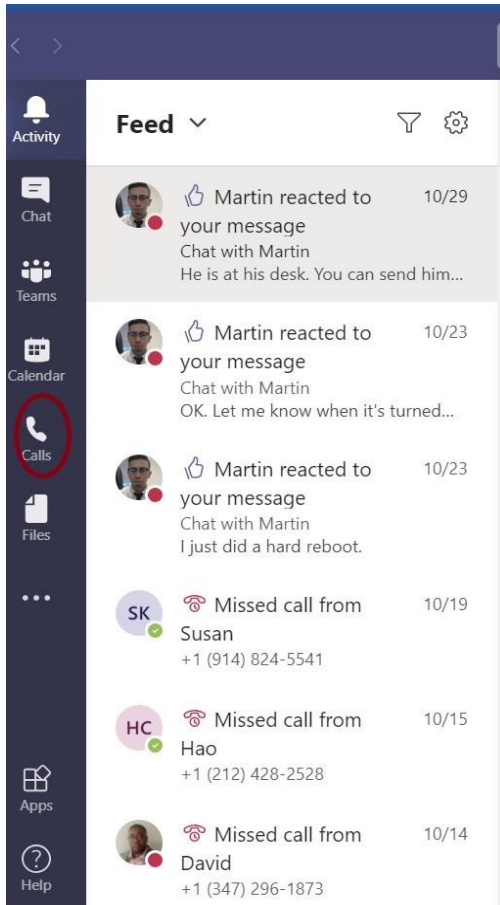 Activity
Chat
Teams
Calendar
Calls
Files
Apps
Help
Feed
Martin reacted to 10/29
your message
Chat with Martin
He is at his desk. You can send him...
Martin reacted to 10/23
your message
Chat with Martin
OK. Let me know when it's turned...
Martin reacted to 10/23
your message
Chat with Martin
I just did a hard reboot.
SK
Missed call from 10/19
Susan
+1 (914) 824-5541
HC
Missed call from 10/15
Hao
+1 (212) 428-2528
Missed call from 10/14
David
+1 (347) 296-1873